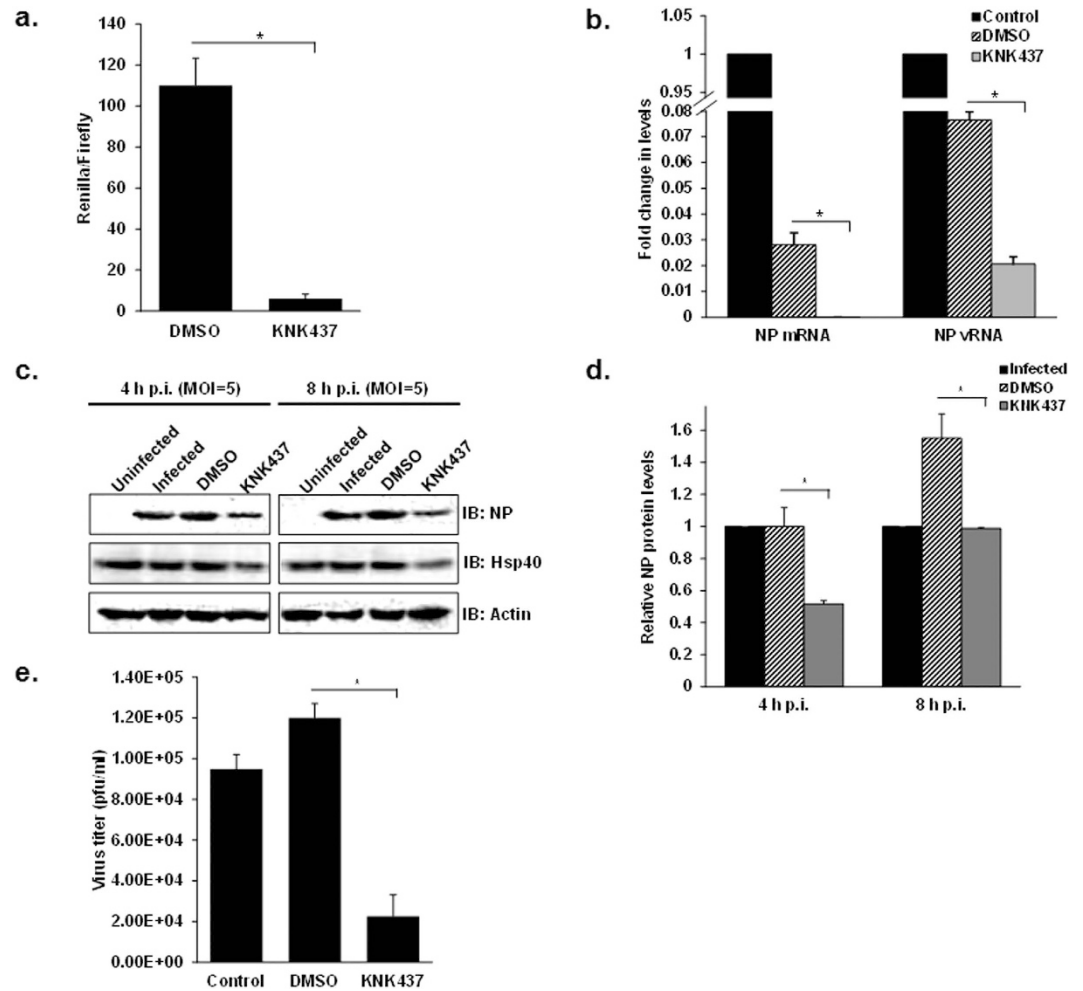 a.
140
120
100
80
60
40
20
0
Renilla/Firefly
*
DMSO
KNK437
b.
1.05
1
0.95
0.08
0.07
0.06
0.05
0.04
0.03
0.02
0.01
0
Fold change in levels
Control
DMSO
KNK437
*
*
NP mRNA
NP vRNA
c.
4 h p.i. (MOI=5)
8 h p.i. (MOI=5)
Uninfected
Infected
DMSO
KNK437
Uninfected
Infected
DMSO
KNK437
IB: NP
IB: Hsp40
IB: Actin
d.
Infected
DMSO
KNK437
1.6
1.4
1.2
1
0.8
0.6
0.4
0.2
0
Relative NP protein levels
*
*
4 h p.i.
8 h p.i.
e.
1.40E+05
1.20E+05
1.00E+05
8.00E+04
6.00E+04
4.00E+04
2.00E+04
0.00E+00
Virus titer (pfu/ml)
*
Control
DMSO
KNK437